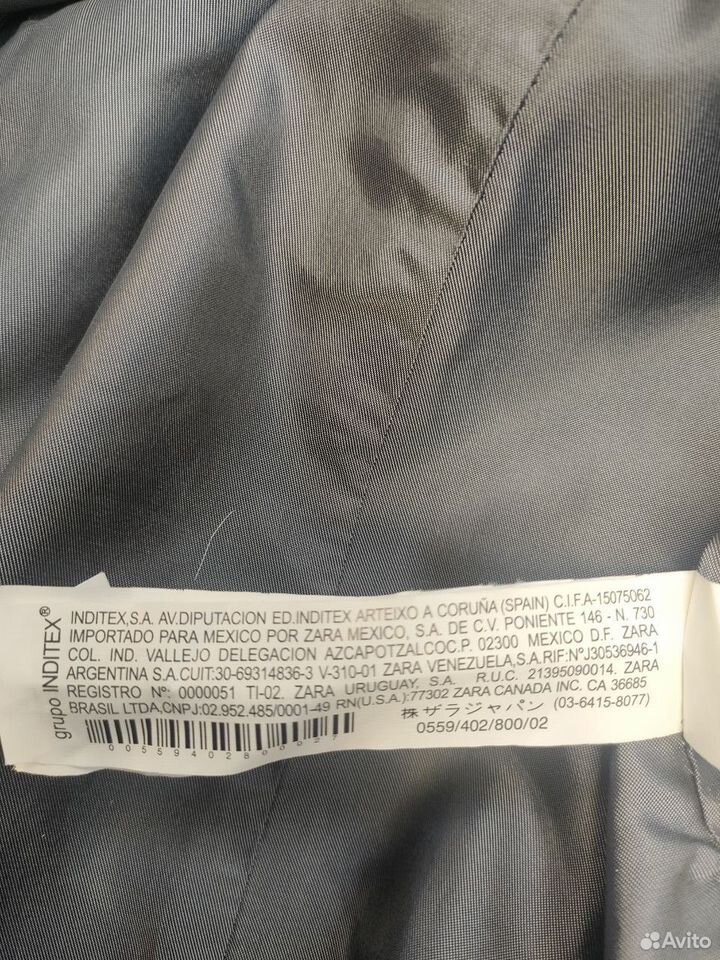 grupo INDITEX®
INDITEX,S.A. AV.DIPUTACION ED.INDITEX ARTEIXO A CORUÑA (SPAIN) C.I.F.A-15075062
IMPORTADO PARA MEXICO POR ZARA MEXICO, S.A. DE C.V. PONIENTE 146 - N. 730
COL. IND. VALLEJO DELEGACION AZCAPOTZALCOC.P. 02300 MEXICO D.F. ZARA
ARGENTINA S.A.CUIT:30-69314836-3 V-310-01 ZARA VENEZUELA,S.A.RIF:NºJ30536946-1
REGISTRO Nº: 0000051 TI-02. ZARA URUGUAY, S.A. R.U.C. 21395090014. ZARA
BRASIL LTDA,CNPJ:02.952.485/0001-49 RN(U.S.A.):77302 ZARA CANADA INC. CA 36685
株ザラジャパン (03-6415-8077)
0559/402/800/02
Avito